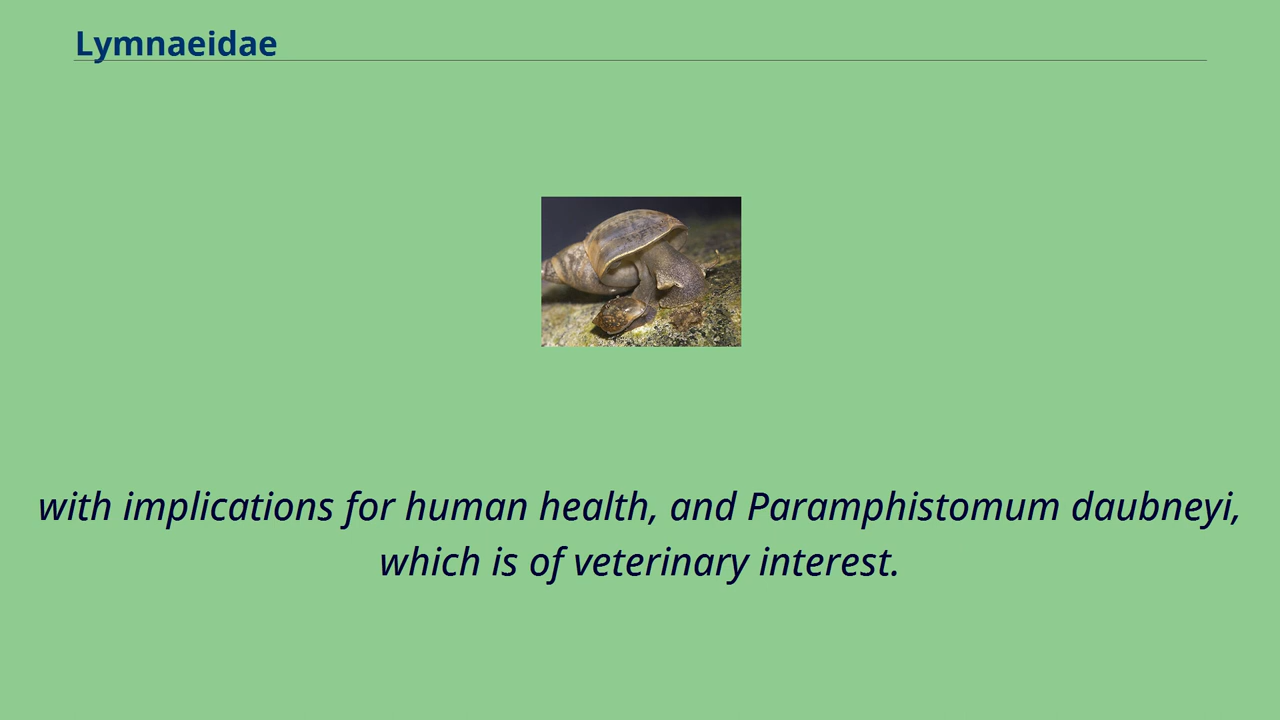 Lymnaeidae
with implications for human health, and Paramphistomum daubneyi,
which is of veterinary interest.